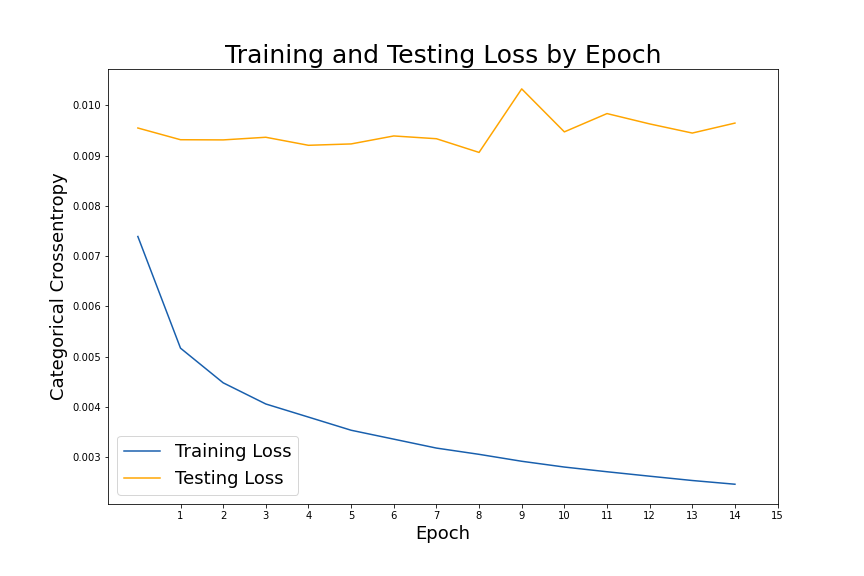 Training and Testing Loss by Epoch
Categorical Crossentropy
0.010
0.009
0.008
0.007
0.006
0.005
0.004
0.003
Training Loss
Testing Loss
1 2 3 4 5 6 7 8 9 10 11 12 13 14 15
Epoch